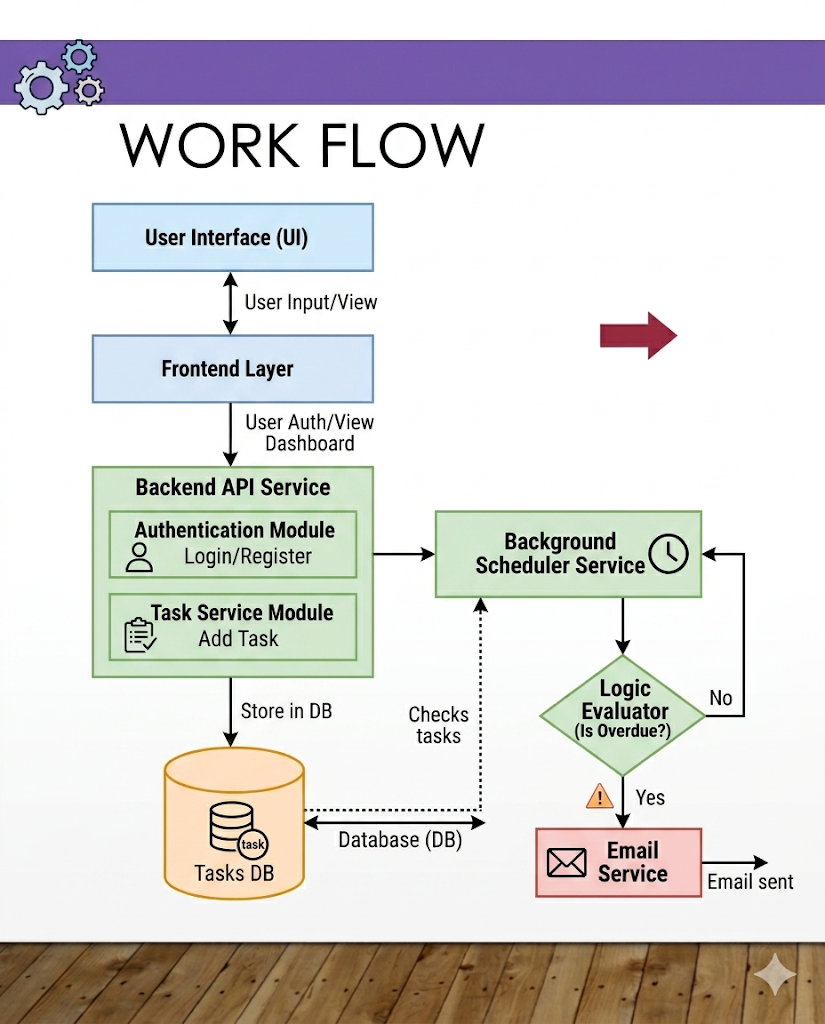 WORK FLOW
User Interface (UI)
User Input/View
Frontend Layer
User Auth/View
Dashboard
Backend API Service
Authentication Module
Login/Register
Task Service Module
Add Task
Background
Scheduler Service
Store in DB
Checks
tasks
Logic
Evaluator
(Is Overdue?)
No
Yes
task
Tasks DB
Database (DB)
!
Email
Service
Email sent